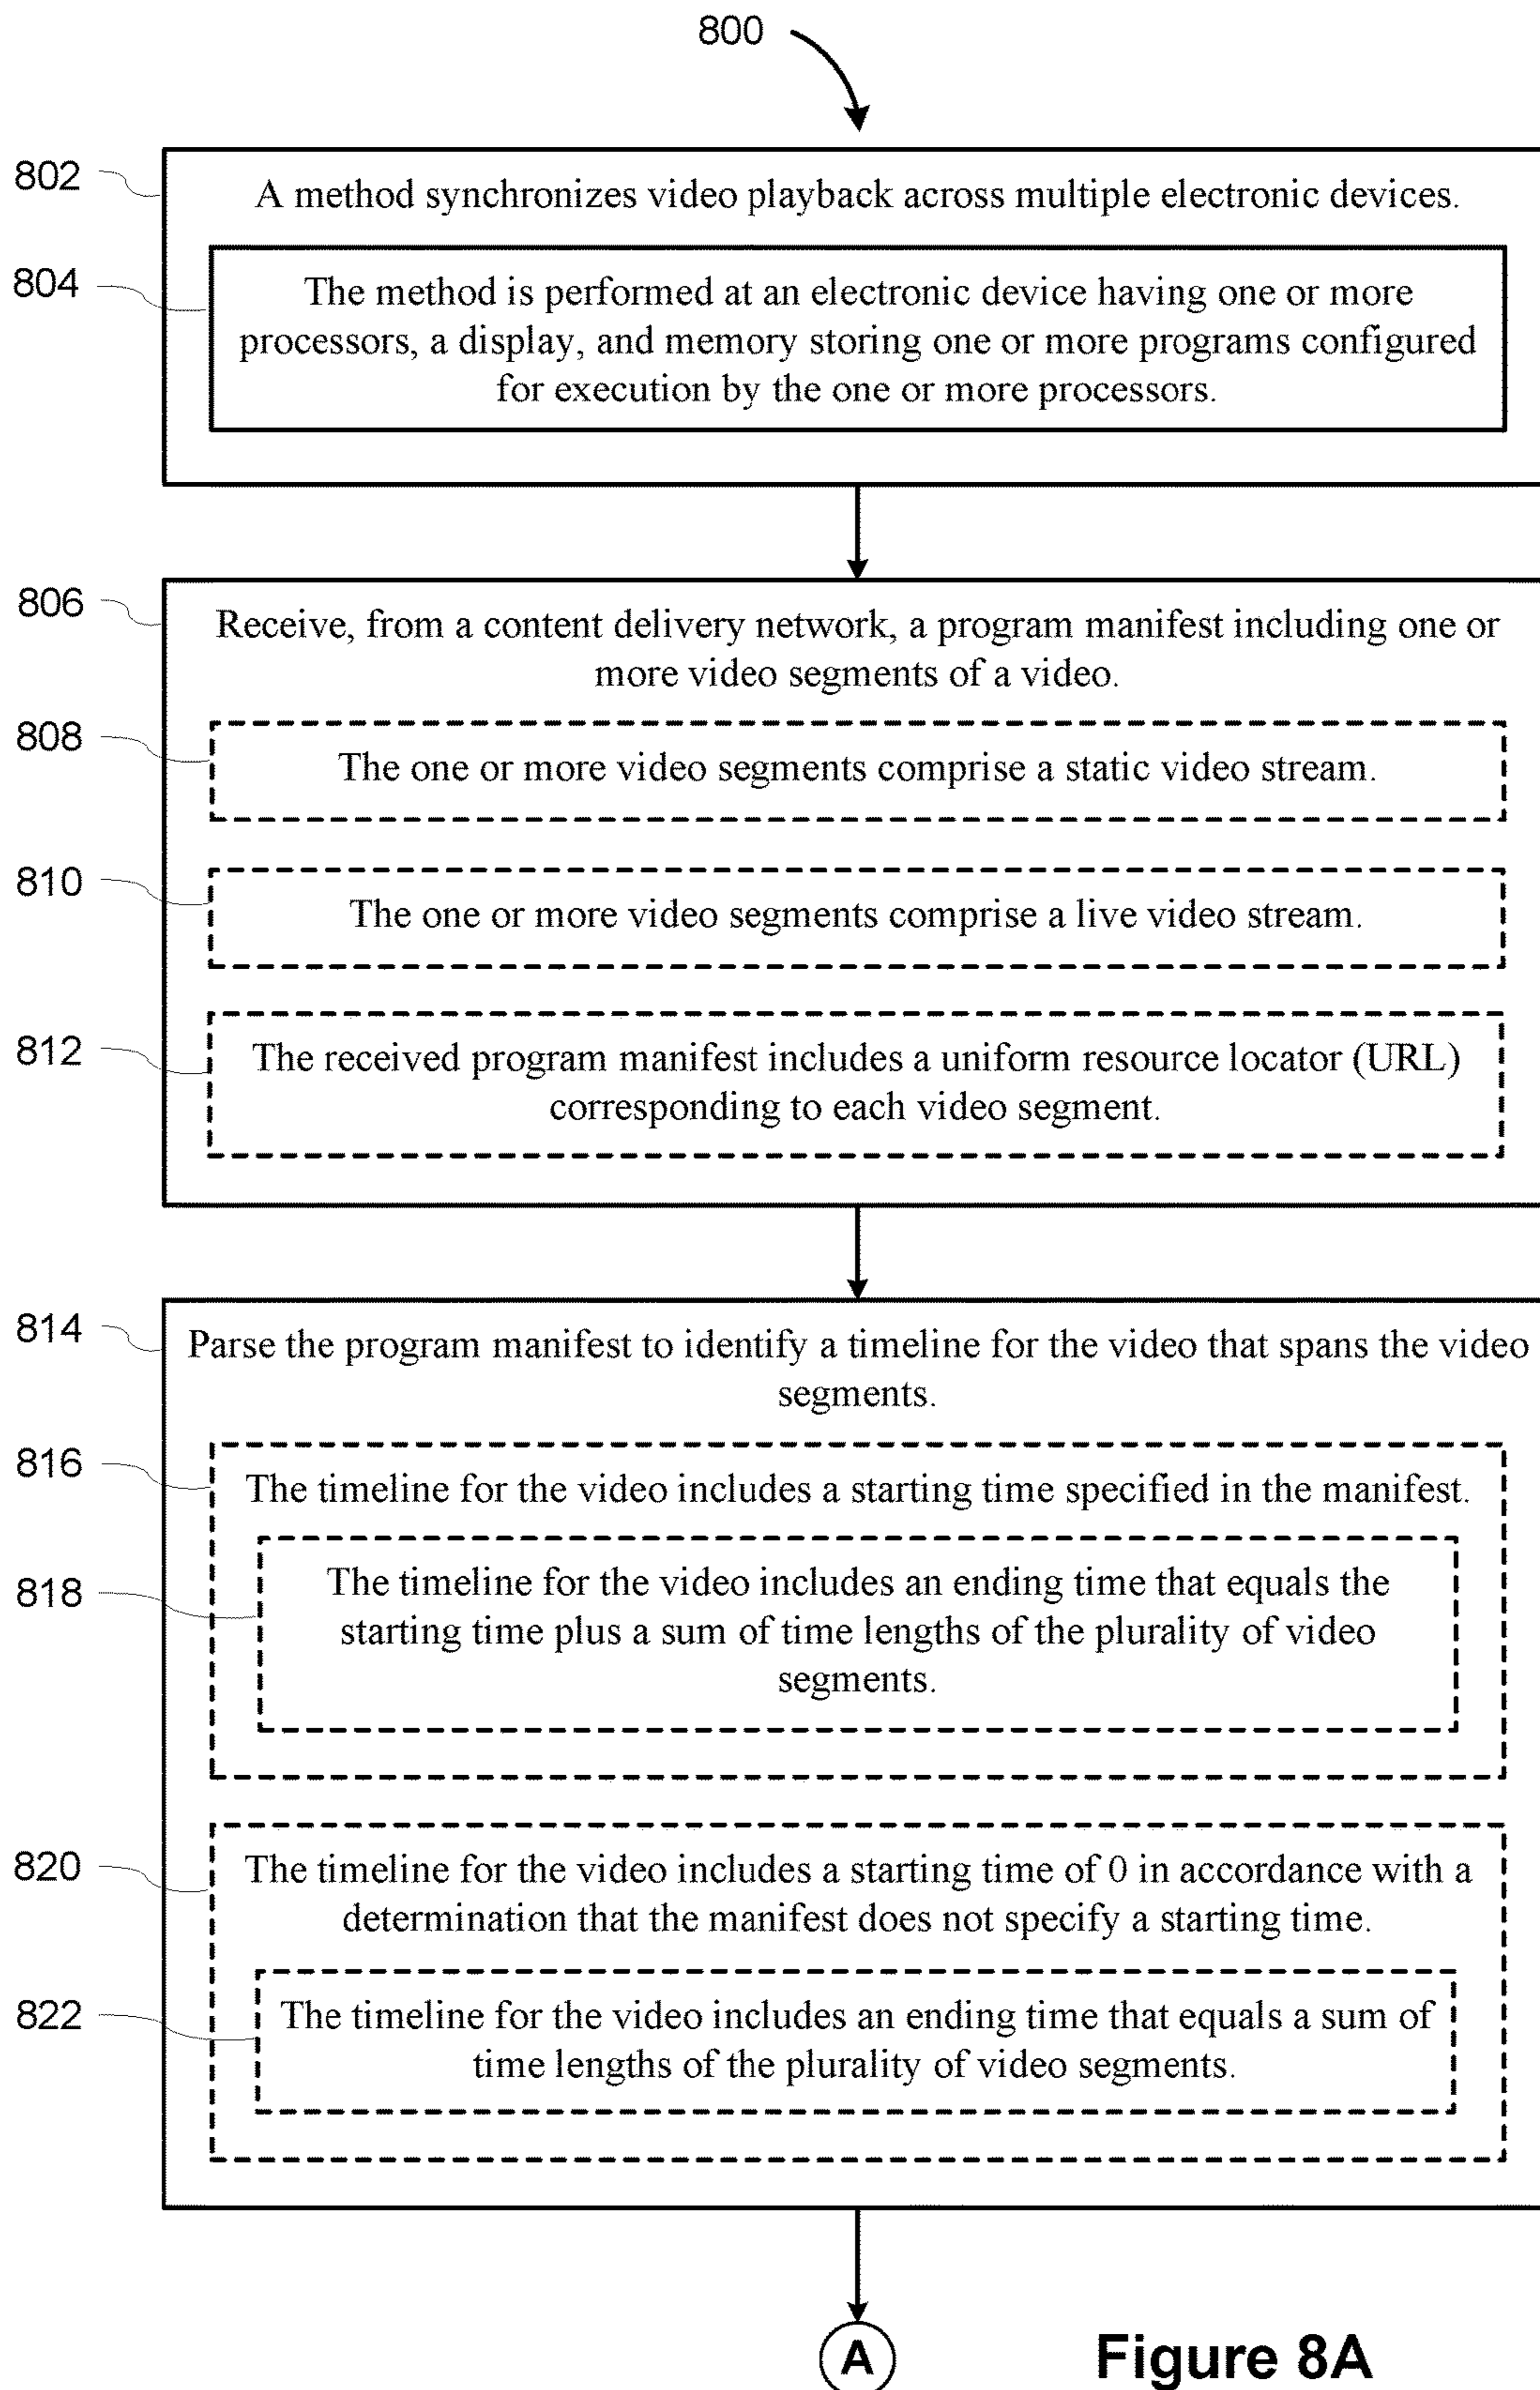 800
802
A method synchronizes video playback across multiple electronic devices.
804
The method is performed at an electronic device having one or more
processors, a display, and memory storing one or more programs configured
for execution by the one or more processors.
806
Receive, from a content delivery network, a program manifest including one or
more video segments of a video.
808
The one or more video segments comprise a static video stream.
810
The one or more video segments comprise a live video stream.
812
The received program manifest includes a uniform resource locator (URL)
corresponding to each video segment.
814
Parse the program manifest to identify a timeline for the video that spans the video
segments.
816
The timeline for the video includes a starting time specified in the manifest.
818
The timeline for the video includes an ending time that equals the
starting time plus a sum of time lengths of the plurality of video
segments.
820
The timeline for the video includes a starting time of 0 in accordance with a
determination that the manifest does not specify a starting time.
822
The timeline for the video includes an ending time that equals a sum of
time lengths of the plurality of video segments.
A
Figure 8A